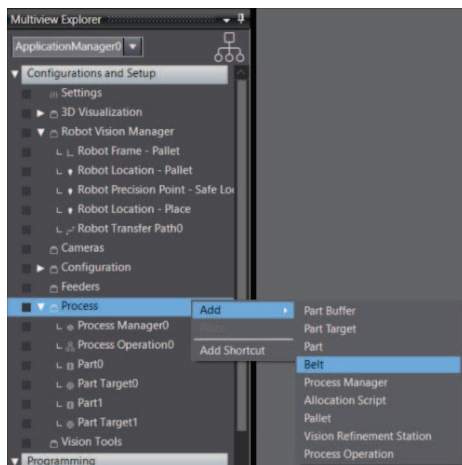 Multiview Explorer
ApplicationManager0
Configurations and Setup
Settings
3D Visualization
Robot Vision Manager
Robot Frame - Pallet
Robot Location - Pallet
Robot Precision Point - Safe Loc
Robot Location - Place
Robot Transfer Path0
Cameras
Configuration
Feeders
Process
Process Manager0
Process Operation0
Part0
Part Target0
Part1
Part Target1
Vision Tools
Programming
Add
Paste
Add Shortcut
Part Buffer
Part Target
Part
Belt
Process Manager
Allocation Script
Pallet
Vision Refinement Station
Process Operation